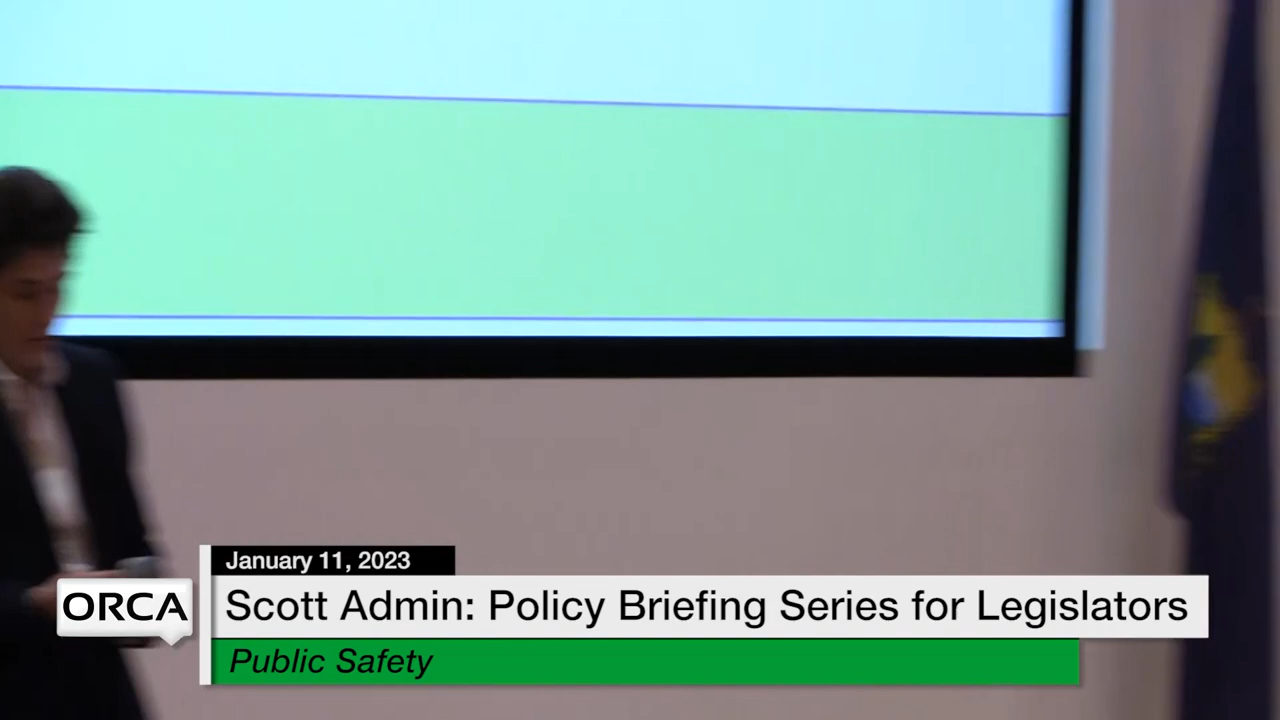 January 11, 2023
ORCA
Scott Admin: Policy Briefing Series for Legislators
Public Safety